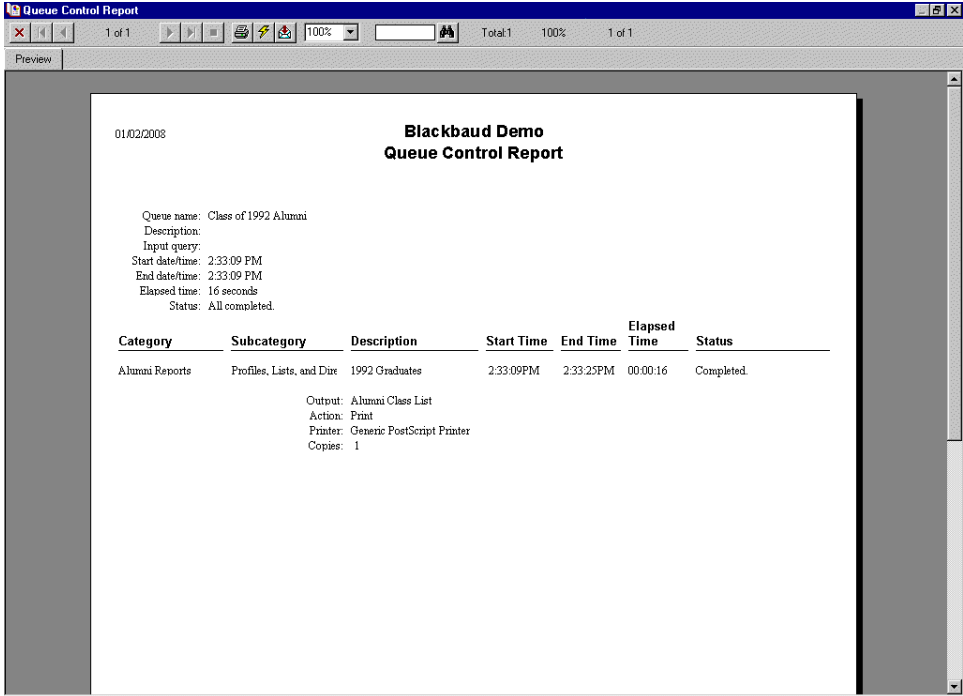 Queue Control Report
1 of 1 100% Total:1 100% 1 of 1
Preview
01/02/2008
Blackbaud Demo
Queue Control Report
Queue name: Class of 1992 Alumni
Description:
Input query:
Start date/time: 2:33:09 PM
End date/time: 2:33:09 PM
Elapsed time: 16 seconds
Status: All completed.
Category Subcategory Description Start Time End Time Elapsed Time Status
Alumni Reports Profiles, Lists, and Dire 1992 Graduates 2:33:09PM 2:33:25PM 00:00:16 Completed.
Output: Alumni Class List
Action: Print
Printer: Generic PostScript Printer
Copies: 1